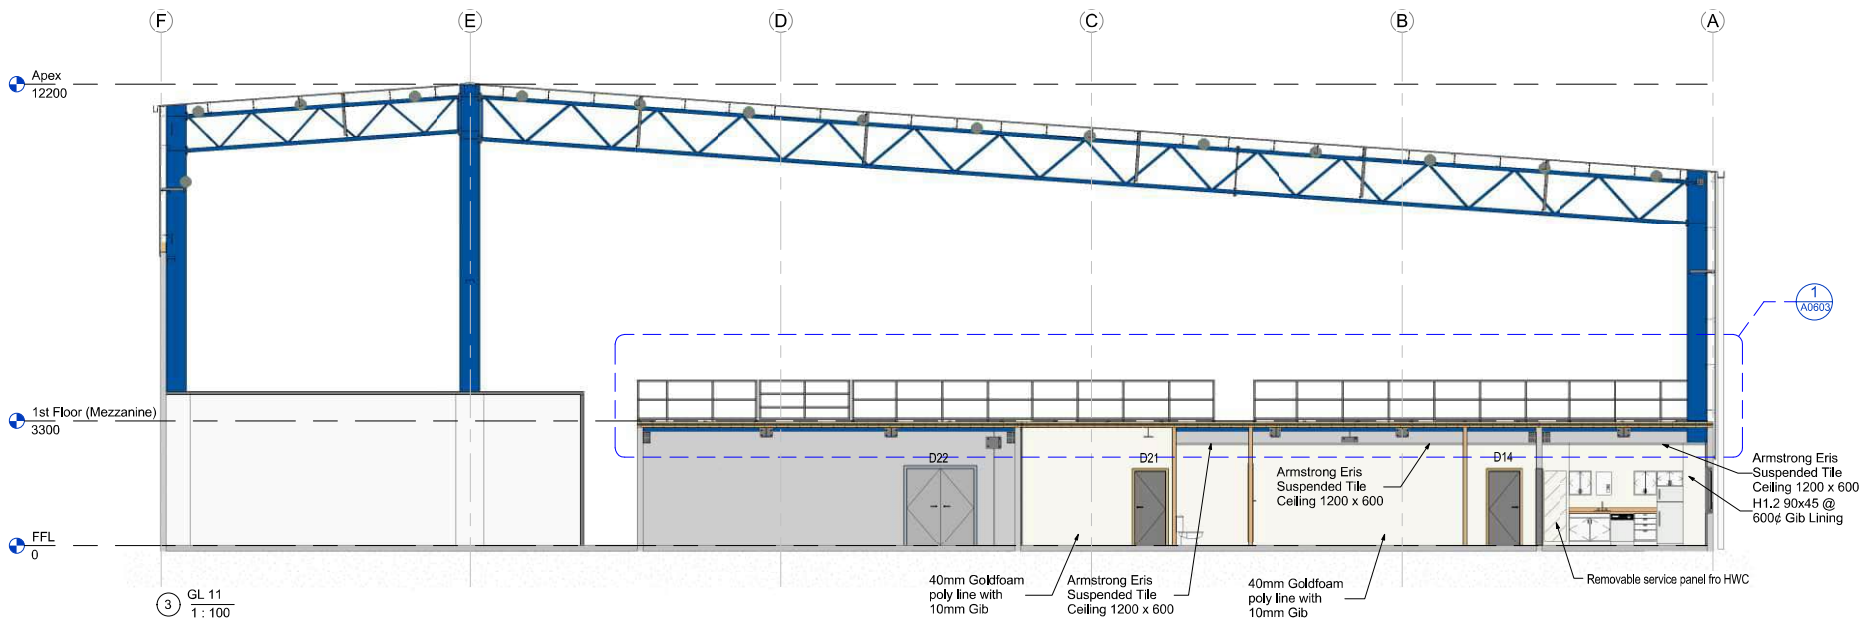 F
E
D
C
B
A
Apex
12200
1
A0603
1st Floor (Mezzanine)
3300
D22
D21
D14
Armstrong Eris
Suspended Tile
Ceiling 1200 x 600
Armstrong Eris
Suspended Tile
Ceiling 1200 x 600
H1.2 90x45 @
600¢ Gib Lining
FFL
0
40mm Goldfoam
poly line with
10mm Gib
Armstrong Eris
Suspended Tile
Ceiling 1200 x 600
40mm Goldfoam
poly line with
10mm Gib
Removable service panel fro HWC
3
GL 11
1 : 100